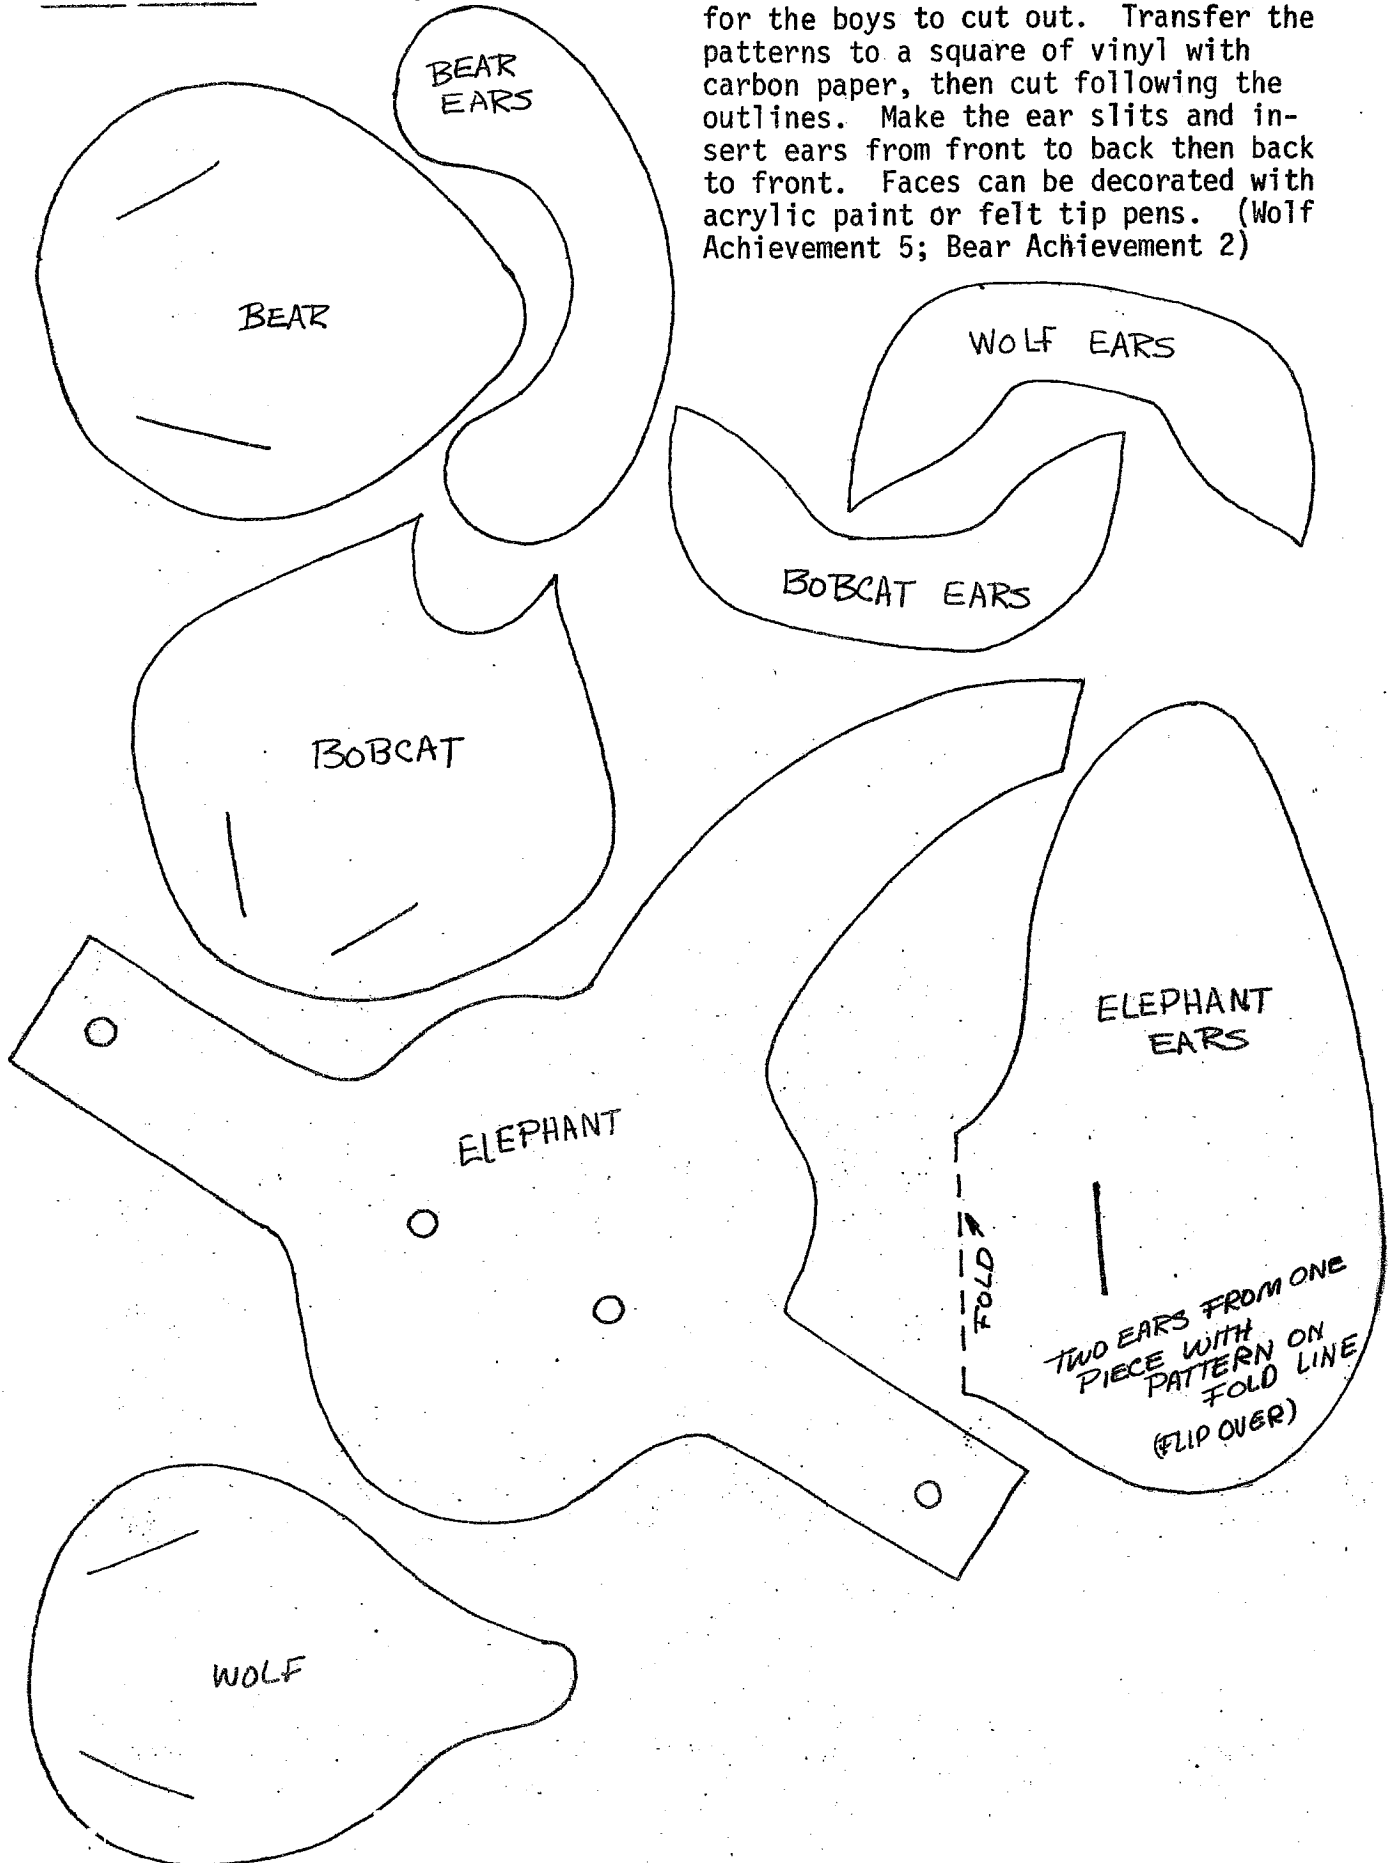 for the boys to cut out.  Transfer the
patterns to a square of vinyl with
carbon paper, then cut following the
outlines.  Make the ear slits and in-
sert ears from front to back then back
to front.  Faces can be decorated with
acrylic paint or felt tip pens.  (Wolf
Achievement 5; Bear Achievement 2)
BEAR
EARS
BEAR
WOLF EARS
BOBCAT EARS
BOBCAT
ELEPHANT
EARS
ELEPHANT
FOLD
TWO EARS FROM ONE
PIECE WITH
PATTERN ON
FOLD LINE
(FLIP OVER)
WOLF